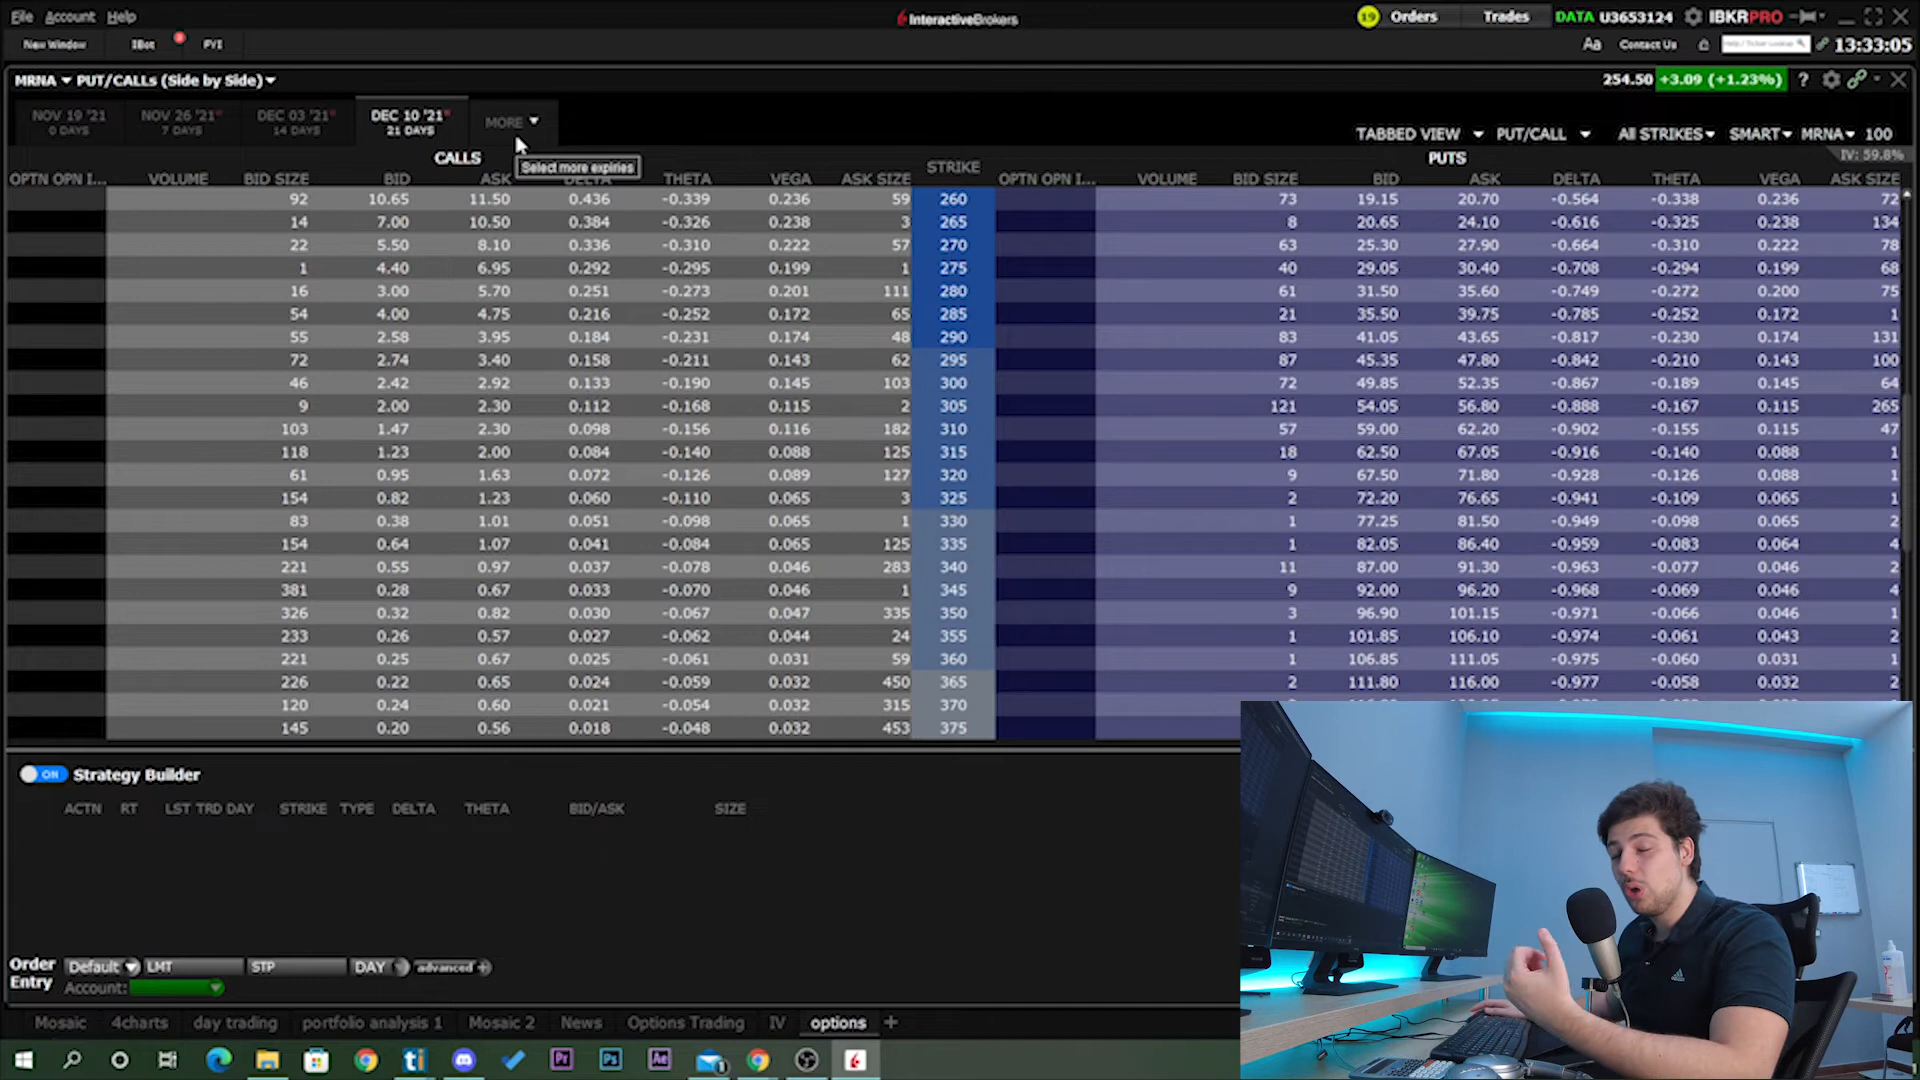 File Account Help
InteractiveBrokers
19 Orders Trades DATA U3653124 IBKRPRO
New Window IBot FYI
Aa Contact Us 13:33:05
MRNA PUT/CALLs (Side by Side)
254.50 +3.09 (+1.23%) ?
NOV 19 '21 NOV 26 '21 DEC 03 '21 DEC 10 '21 MORE
0 DAYS 7 DAYS 14 DAYS 21 DAYS
TABBED VIEW PUT/CALL All STRIKES SMART MRNA 100
IV: 59.8%
CALLS STRIKE PUTS
Select more expiries
OPTN OPN I... VOLUME BID SIZE BID ASK DELTA THETA VEGA ASK SIZE OPTN OPN I... VOLUME BID SIZE BID ASK DELTA THETA VEGA ASK SIZE
92 10.65 11.50 0.436 -0.339 0.236 59 260 73 19.15 20.70 -0.564 -0.338 0.236 72
14 7.00 10.50 0.384 -0.326 0.238 3 265 8 20.65 24.10 -0.616 -0.325 0.238 134
22 5.50 8.10 0.336 -0.310 0.222 57 270 63 25.30 27.90 -0.664 -0.310 0.222 78
1 4.40 6.95 0.292 -0.295 0.199 1 275 40 29.05 30.40 -0.708 -0.294 0.199 68
16 3.00 5.70 0.251 -0.273 0.201 111 280 61 31.50 35.60 -0.749 -0.272 0.200 75
54 4.00 4.75 0.216 -0.252 0.172 65 285 21 35.50 39.75 -0.785 -0.252 0.172 1
55 2.58 3.95 0.184 -0.231 0.174 48 290 83 41.05 43.65 -0.817 -0.230 0.174 131
72 2.74 3.40 0.158 -0.211 0.143 62 295 87 45.35 47.80 -0.842 -0.210 0.143 100
46 2.42 2.92 0.133 -0.190 0.145 103 300 72 49.85 52.35 -0.867 -0.189 0.145 64
9 2.00 2.30 0.112 -0.168 0.115 2 305 121 54.05 56.80 -0.888 -0.167 0.115 265
103 1.47 2.30 0.098 -0.156 0.116 182 310 57 59.00 62.20 -0.902 -0.155 0.115 47
118 1.23 2.00 0.084 -0.140 0.088 125 315 18 62.50 67.05 -0.916 -0.140 0.088 1
61 0.95 1.63 0.072 -0.126 0.089 127 320 9 67.50 71.80 -0.928 -0.126 0.088 1
154 0.82 1.23 0.060 -0.110 0.065 3 325 2 72.20 76.65 -0.941 -0.109 0.065 1
83 0.38 1.01 0.051 -0.098 0.065 1 330 1 77.25 81.50 -0.949 -0.098 0.065 2
154 0.64 1.07 0.041 -0.084 0.065 125 335 1 82.05 86.40 -0.959 -0.083 0.064 4
221 0.55 0.97 0.037 -0.078 0.046 283 340 11 87.00 91.30 -0.963 -0.077 0.046 2
381 0.28 0.67 0.033 -0.070 0.046 1 345 9 92.00 96.20 -0.968 -0.069 0.046 4
326 0.32 0.82 0.030 -0.067 0.047 335 350 3 96.90 101.15 -0.971 -0.066 0.046 1
233 0.26 0.57 0.027 -0.062 0.044 24 355 1 101.85 106.10 -0.974 -0.061 0.043 2
221 0.25 0.67 0.025 -0.061 0.031 59 360 1 106.85 111.05 -0.975 -0.060 0.031 2
226 0.22 0.65 0.024 -0.059 0.032 450 365 2 111.80 116.00 -0.977 -0.058 0.032 2
120 0.24 0.60 0.021 -0.054 0.032 315 370
145 0.20 0.56 0.018 -0.048 0.032 453 375
ON Strategy Builder
ACTN RT LST TRD DAY STRIKE TYPE DELTA THETA BID/ASK SIZE
Order Entry Default LMT STP DAY advanced +
Account:
Mosaic 4charts day trading portfolio analysis 1 Mosaic 2 News Options Trading IV options +
ti Pr Ps Ae 1